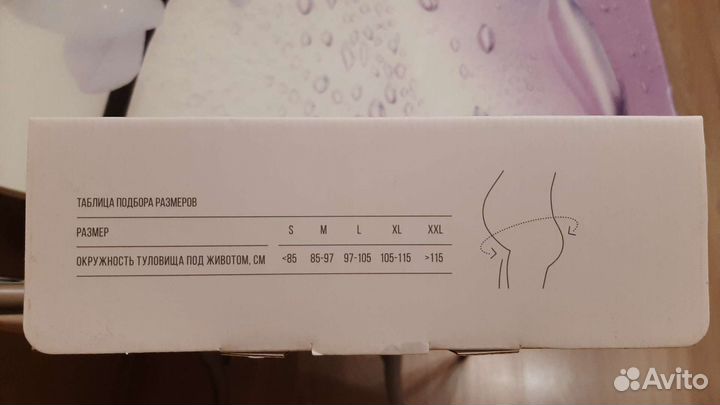 ТАБЛИЦА ПОДБОРА РАЗМЕРОВ
РАЗМЕР S M L XL XXL
ОКРУЖНОСТЬ ТУЛОВИЩА ПОД ЖИВОТОМ, СМ <85 85-97 97-105 105-115 >115
Avito